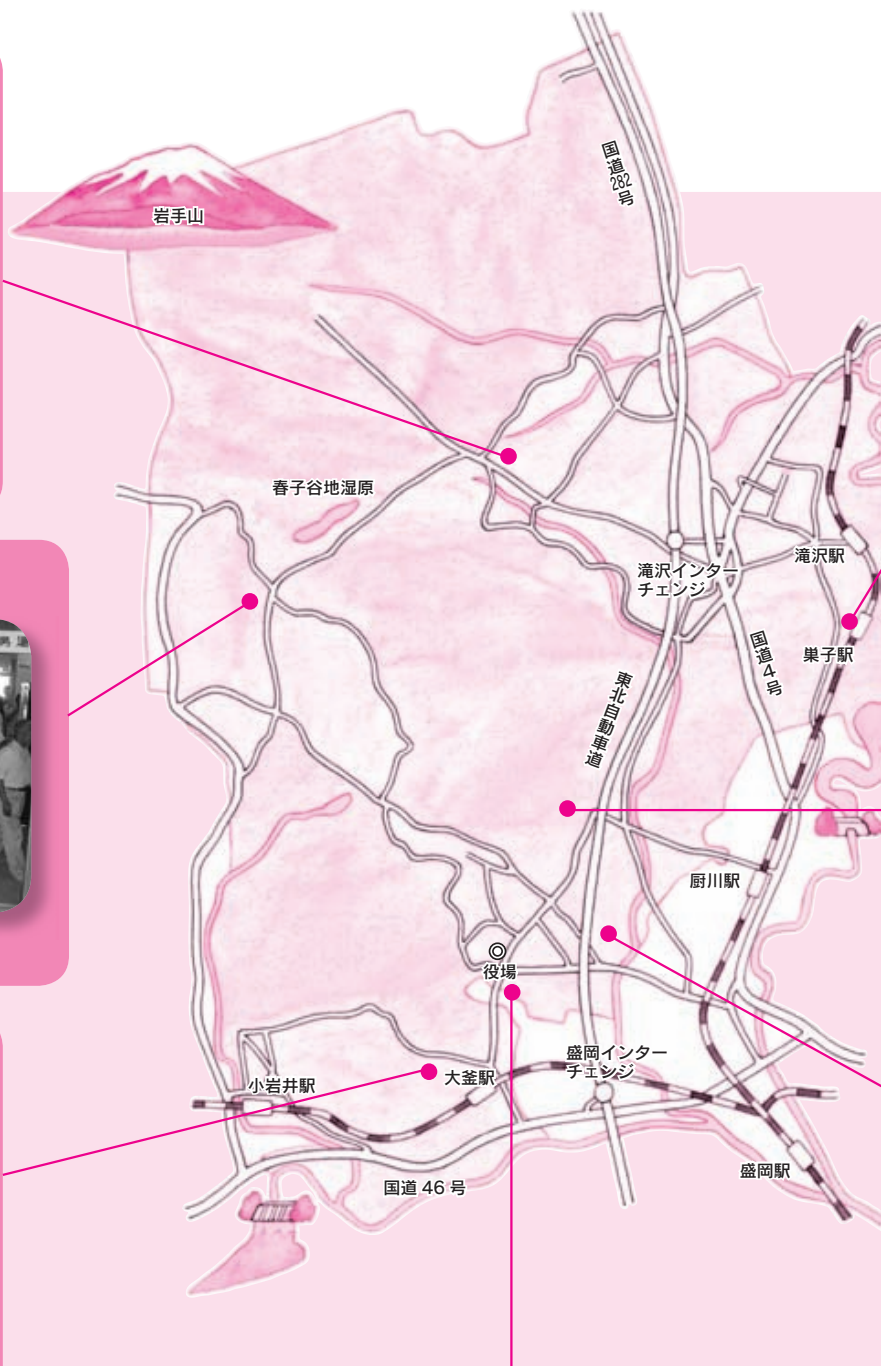 国道282号
岩手山
春子谷地湿原
滝沢インター
チェンジ
滝沢駅
国道4号
巣子駅
東北自動車道
厨川駅
役場
盛岡インター
チェンジ
大釜駅
小岩井駅
盛岡駅
国道 46 号